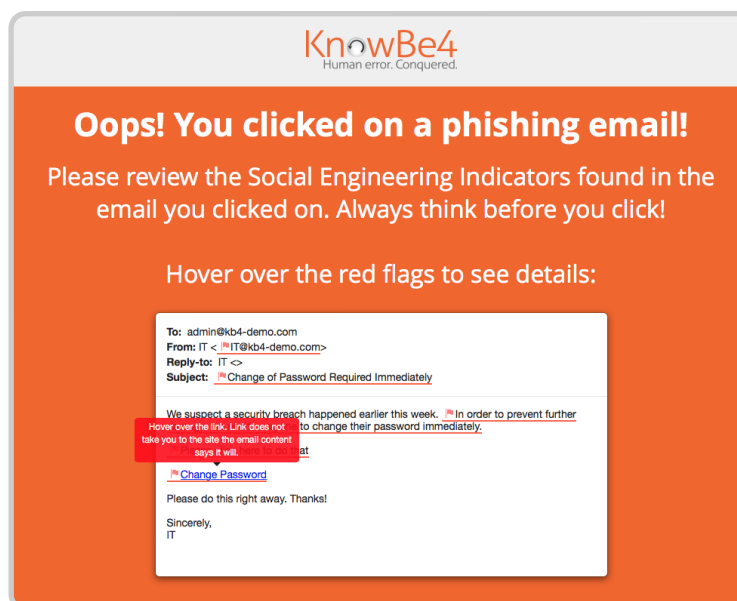 KnowBe4
Human error. Conquered.
Oops! You clicked on a phishing email!
Please review the Social Engineering Indicators found in the
email you clicked on. Always think before you click!
Hover over the red flags to see details:
To: admin@kb4-demo.com
From: IT < IT@kb4-demo.com>
Reply-to: IT <>
Subject: Change of Password Required Immediately
We suspect a security breach happened earlier this week. In order to prevent further
to change their password immediately.
Hover over the link. Link does not
take you to the site the email content
says it will.
here to do that
Change Password
Please do this right away. Thanks!
Sincerely,
IT